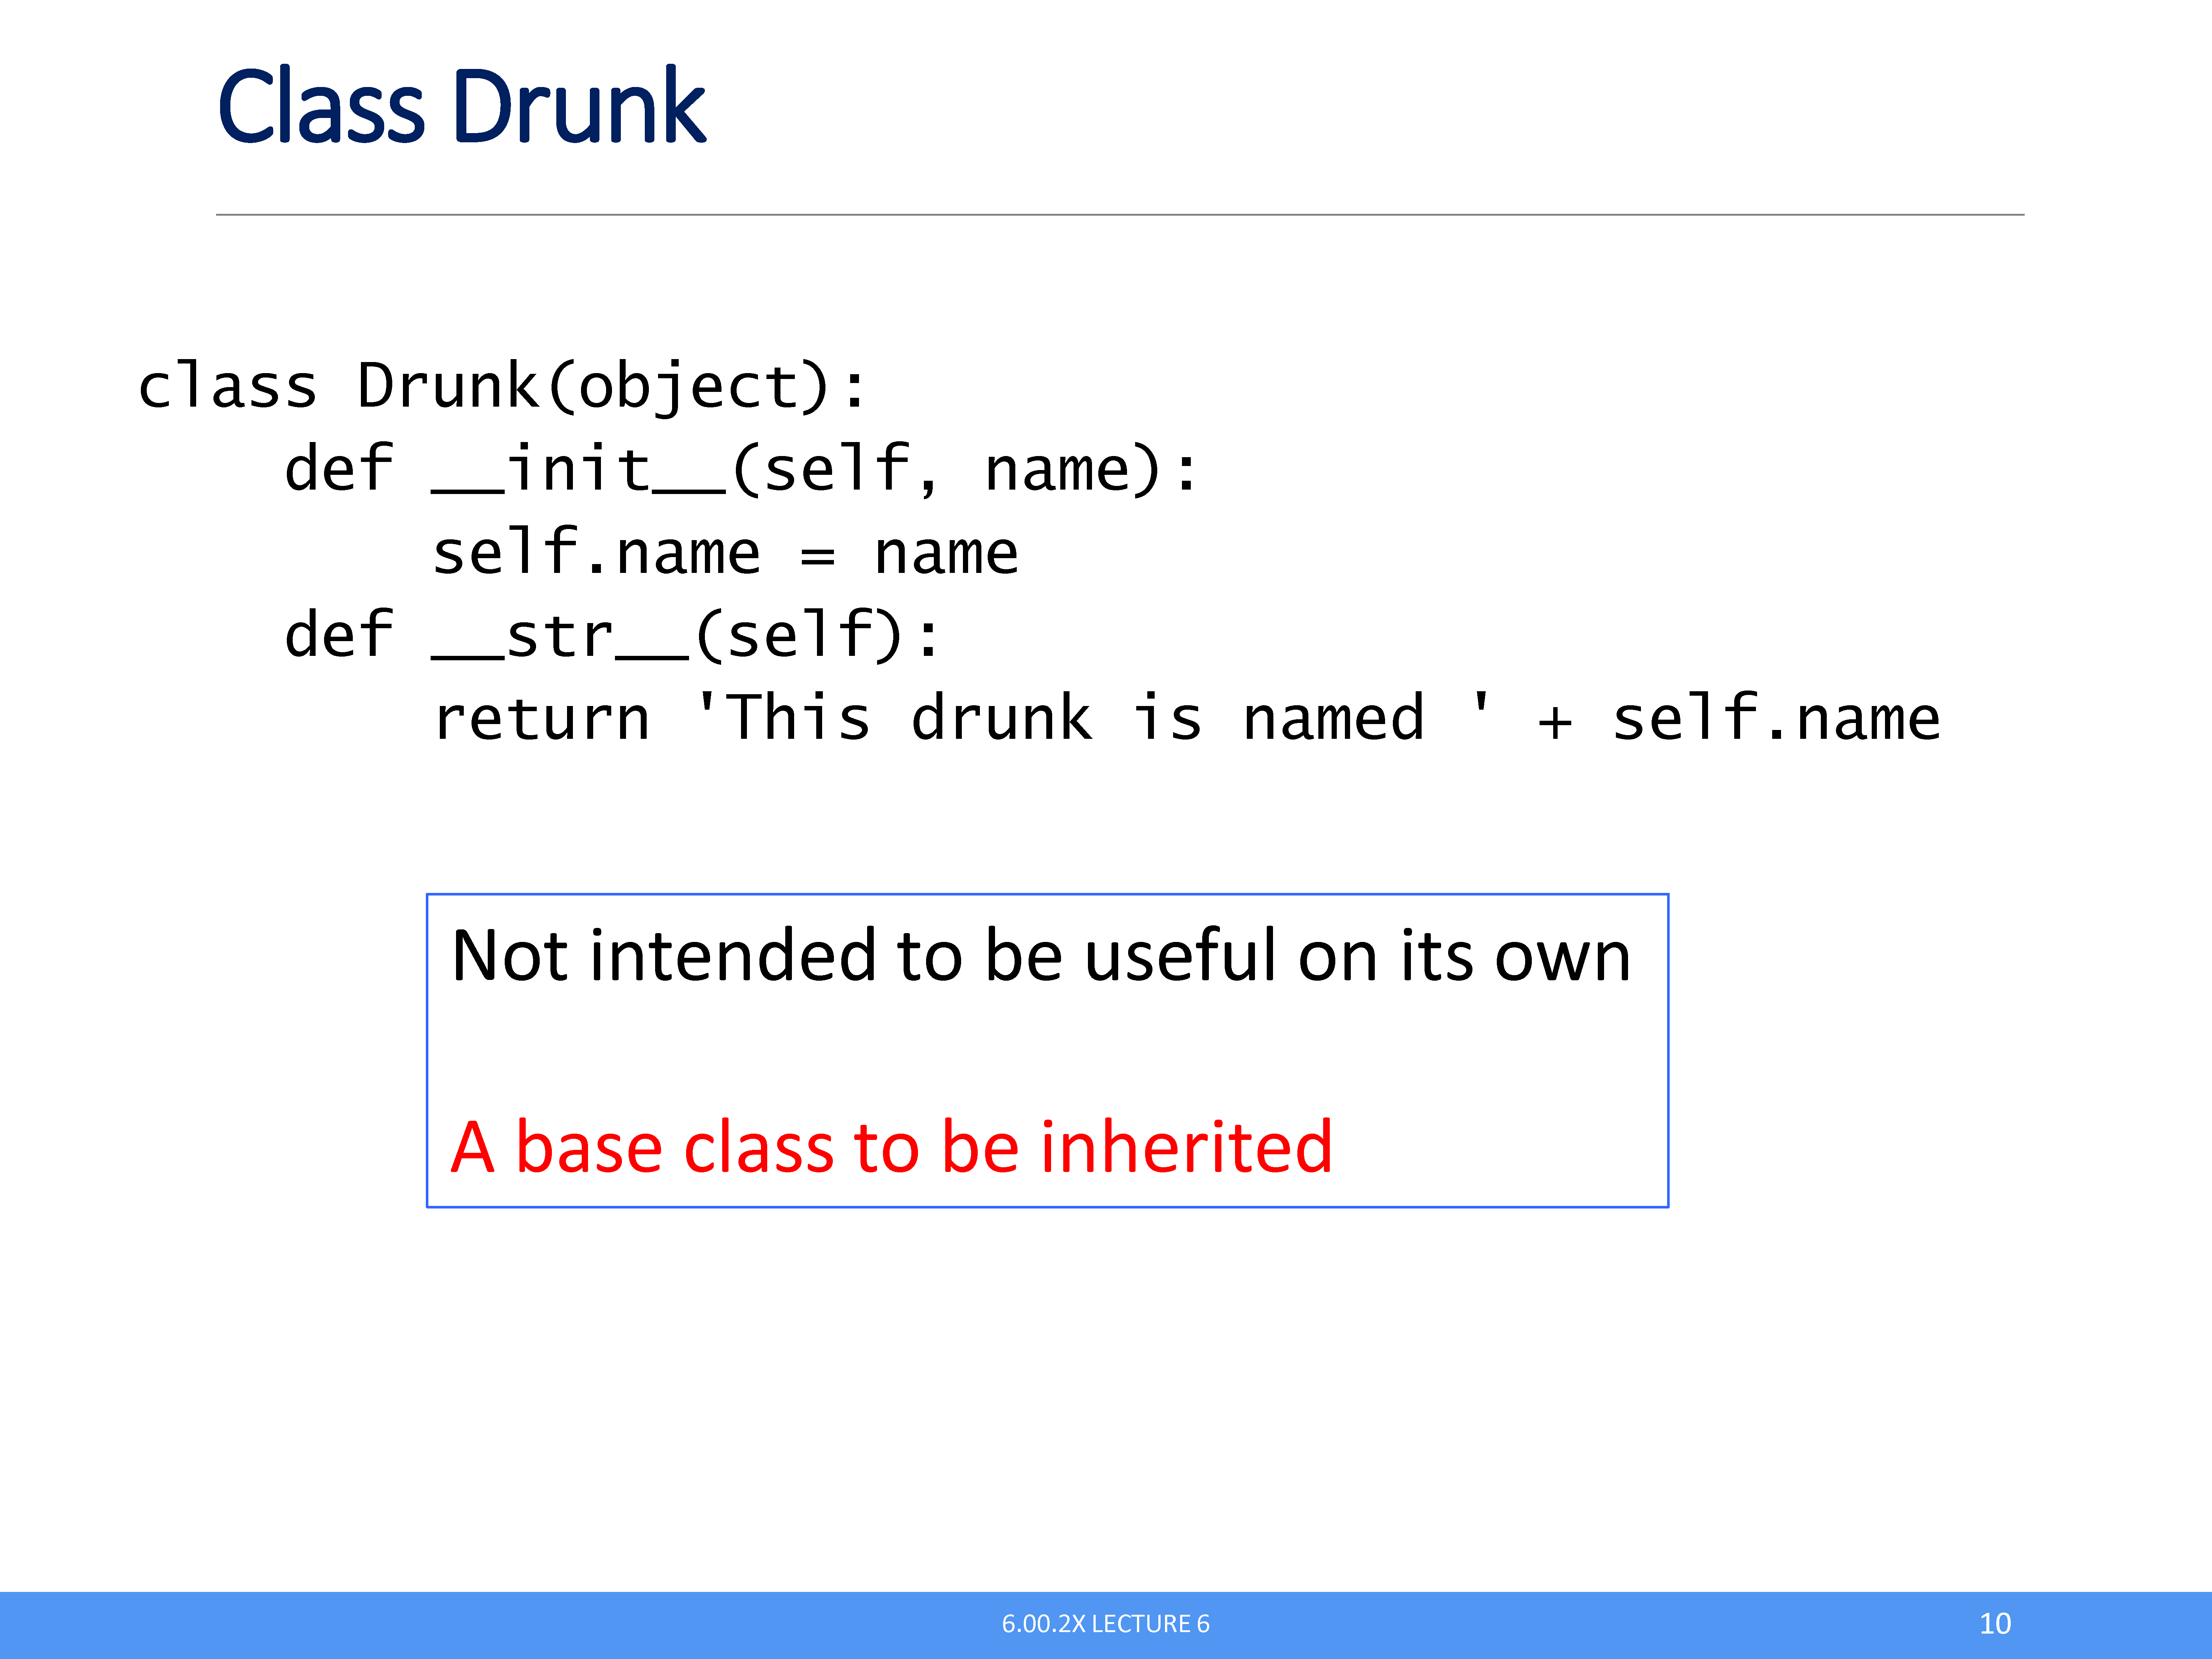 Class Drunk
class Drunk(object):
    def __init__(self, name):
        self.name = name
    def __str__(self):
        return 'This drunk is named ' + self.name
Not intended to be useful on its own
A base class to be inherited
6.00.2X LECTURE 6
10